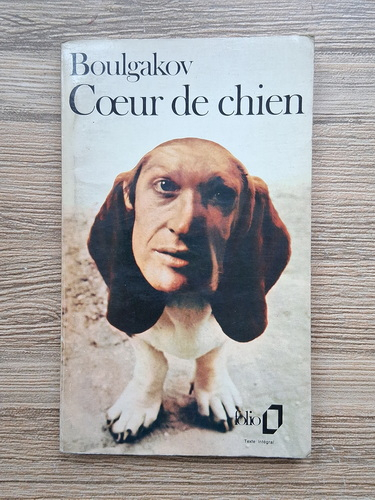 Boulgakov
Cœur de chien
folio
Texte intégral